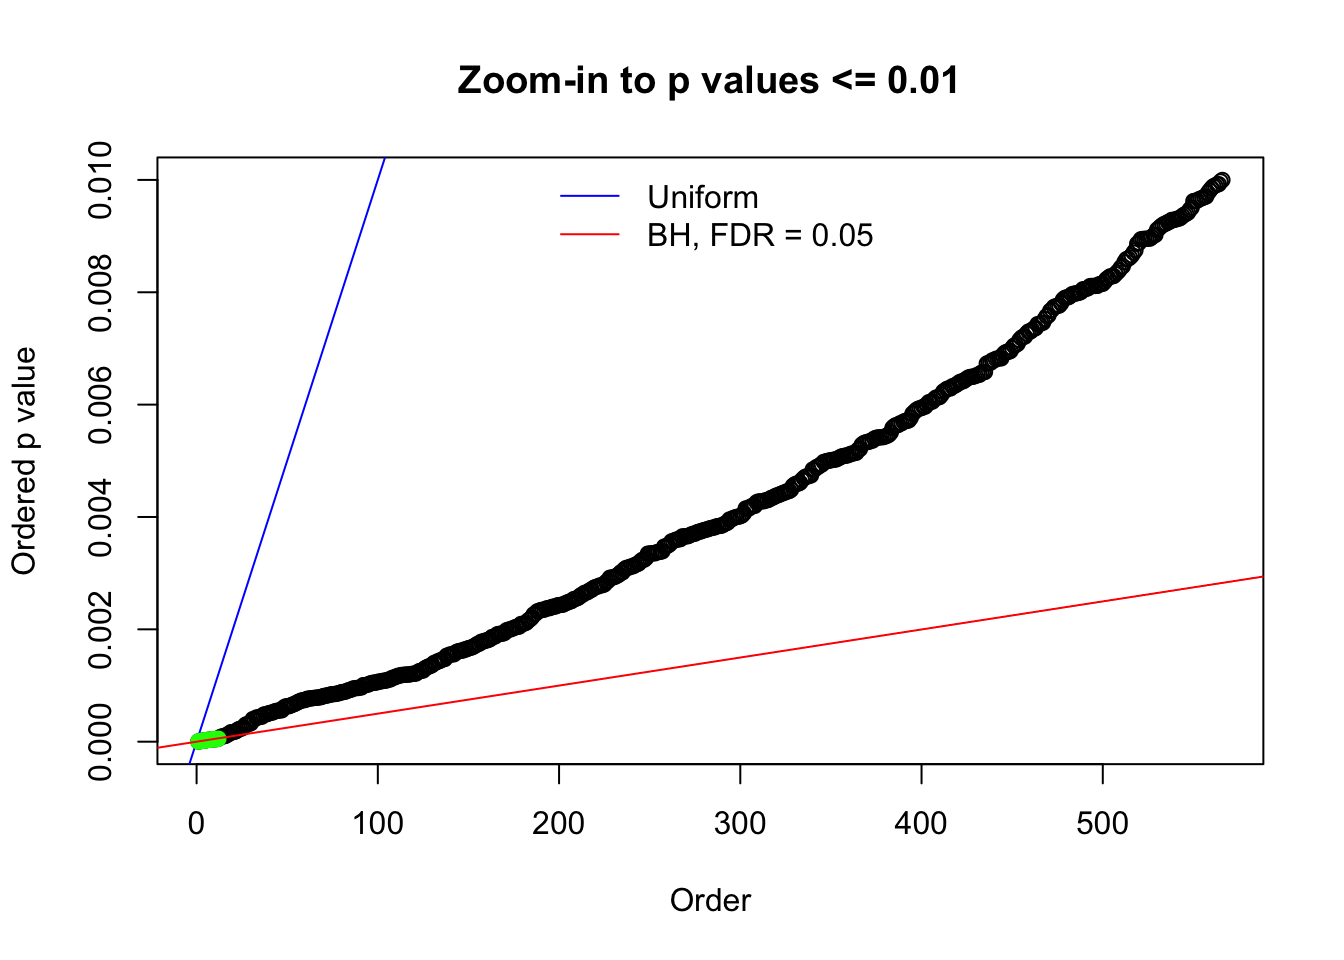 Zoom-in to p values <= 0.01
Uniform
BH, FDR = 0.05
Ordered p value
0.010
0.008
0.006
0.004
0.002
0.000
0 100 200 300 400 500
Order